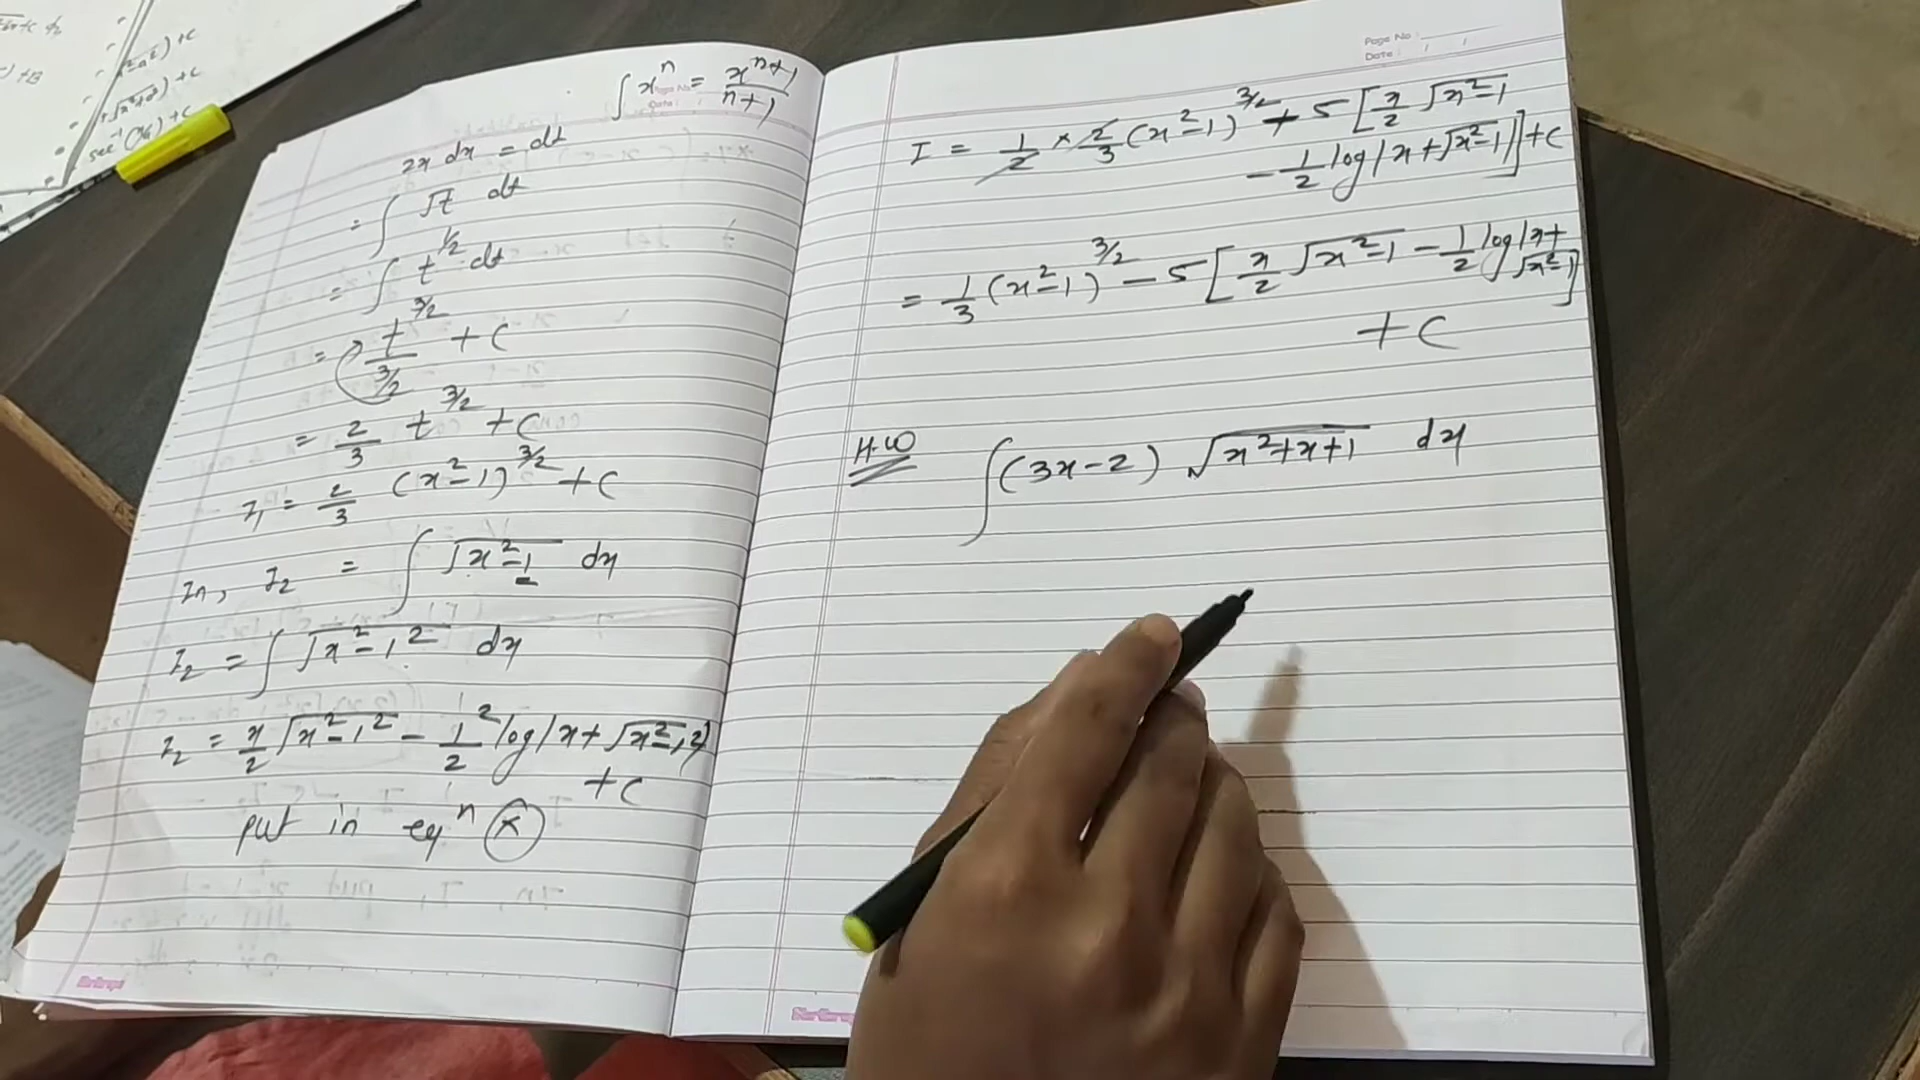 ∫ xⁿ = xⁿ⁺¹/n+1
2x dx = dt
= ∫ √t dt
= ∫ t^1/2 dt
= t^3/2 / 3/2 + C
= 2/3 t^3/2 + C
I₁ = 2/3 (x²-1)^3/2 + C
In, I₂ = ∫ √x²-1 dx
I₂ = ∫ √x²-1² dx
I₂ = x/2 √x²-1² - 1²/2 log|x+√x²-1²|
+ C
put in eqⁿ
Page No :
Date : / /
I = 1/2 × 2/3 (x²-1)^3/2 + 5 [x/2 √x²-1
- 1/2 log|x+√x²-1|] + C
= 1/3 (x²-1)^3/2 - 5 [x/2 √x²-1 - 1/2 log|x+
√x²-1]
+ C
H.W ∫(3x-2) √x²+x+1 dx